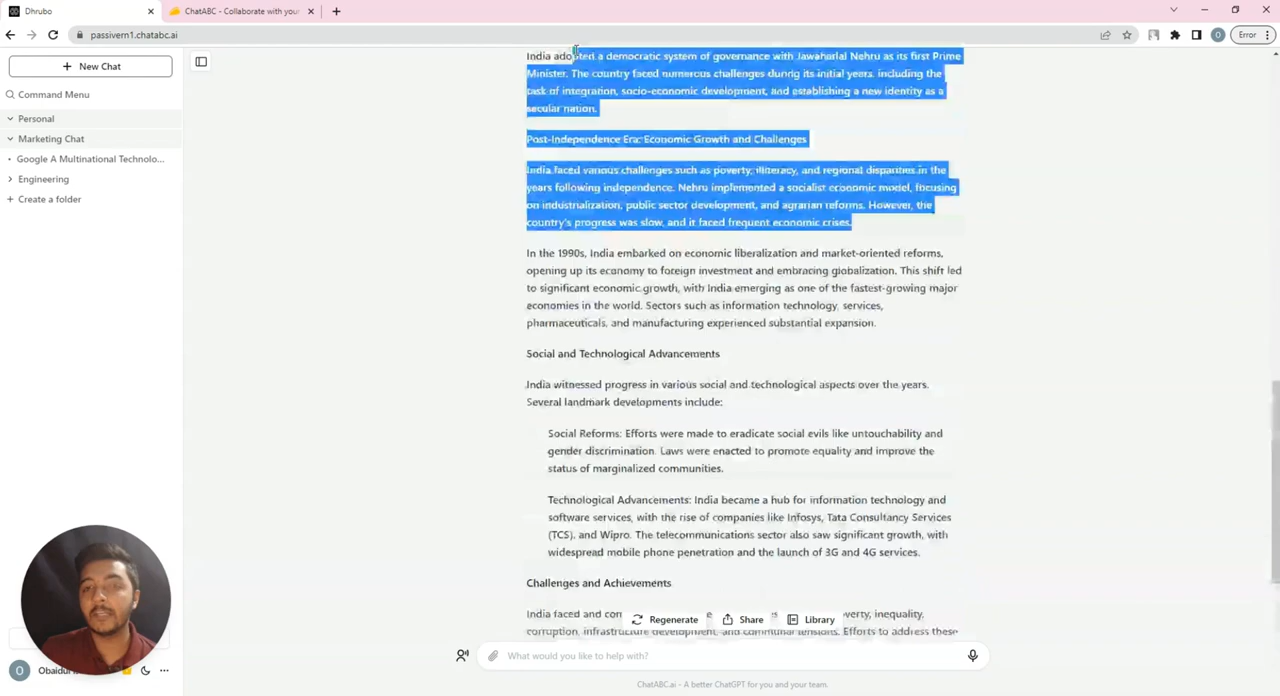 Dhrubo
ChatABC - Collaborate with your
passivern1.chatabc.ai
Error
New Chat
Command Menu
Personal
Marketing Chat
Google A Multinational Technolo...
Engineering
Create a folder
India adopted a democratic system of governance with Jawaharlal Nehru as its first Prime
Minister. The country faced numerous challenges during its initial years, including the
task of integration, socio-economic development, and establishing a new identity as a
secular nation.
Post-Independence Era: Economic Growth and Challenges
India faced various challenges such as poverty, illiteracy, and regional disparities in the
years following independence. Nehru implemented a socialist economic model, focusing
on industrialization, public sector development, and agrarian reforms. However, the
country's progress was slow, and it faced frequent economic crises.
In the 1990s, India embarked on economic liberalization and market-oriented reforms,
opening up its economy to foreign investment and embracing globalization. This shift led
to significant economic growth, with India emerging as one of the fastest-growing major
economies in the world. Sectors such as information technology, services,
pharmaceuticals, and manufacturing experienced substantial expansion.
Social and Technological Advancements
India witnessed progress in various social and technological aspects over the years.
Several landmark developments include:
Social Reforms: Efforts were made to eradicate social evils like untouchability and
gender discrimination. Laws were enacted to promote equality and improve the
status of marginalized communities.
Technological Advancements: India became a hub for information technology and
software services, with the rise of companies like Infosys, Tata Consultancy Services
(TCS), and Wipro. The telecommunications sector also saw significant growth, with
widespread mobile phone penetration and the launch of 3G and 4G services.
Challenges and Achievements
India faced and verty, inequality,
Regenerate
Share
Library
corruption, infrastructure development, and communal tensions. Efforts to address these
What would you like to help with?
O
Obaidu
ChatABC.ai - A better ChatGPT for you and your team.